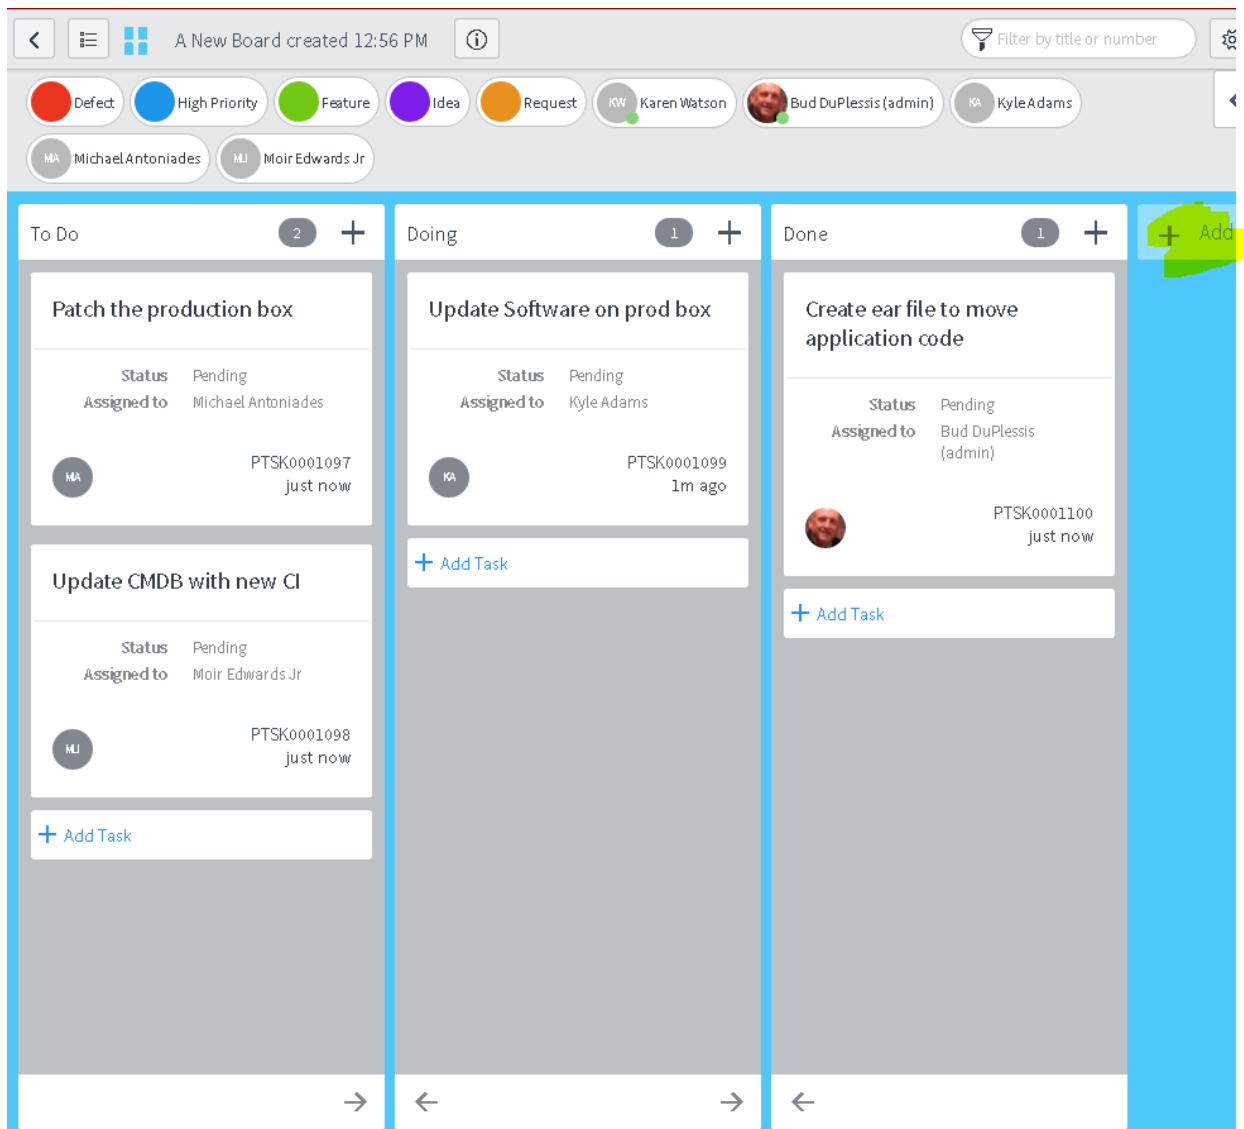 A New Board created 12:56 PM
Filter by title or number
Defect
High Priority
Feature
Idea
Request
KW Karen Watson
Bud DuPlessis (admin)
KA Kyle Adams
MA Michael Antoniades
MJ Moir Edwards Jr
To Do 2
Patch the production box
Status Pending
Assigned to Michael Antoniades
MA
PTSK0001097
just now
Update CMDB with new CI
Status Pending
Assigned to Moir Edwards Jr
MJ
PTSK0001098
just now
Add Task
Doing 1
Update Software on prod box
Status Pending
Assigned to Kyle Adams
KA
PTSK0001099
1m ago
Add Task
Done 1
Create ear file to move
application code
Status Pending
Assigned to Bud DuPlessis
(admin)
PTSK0001100
just now
Add Task
Add